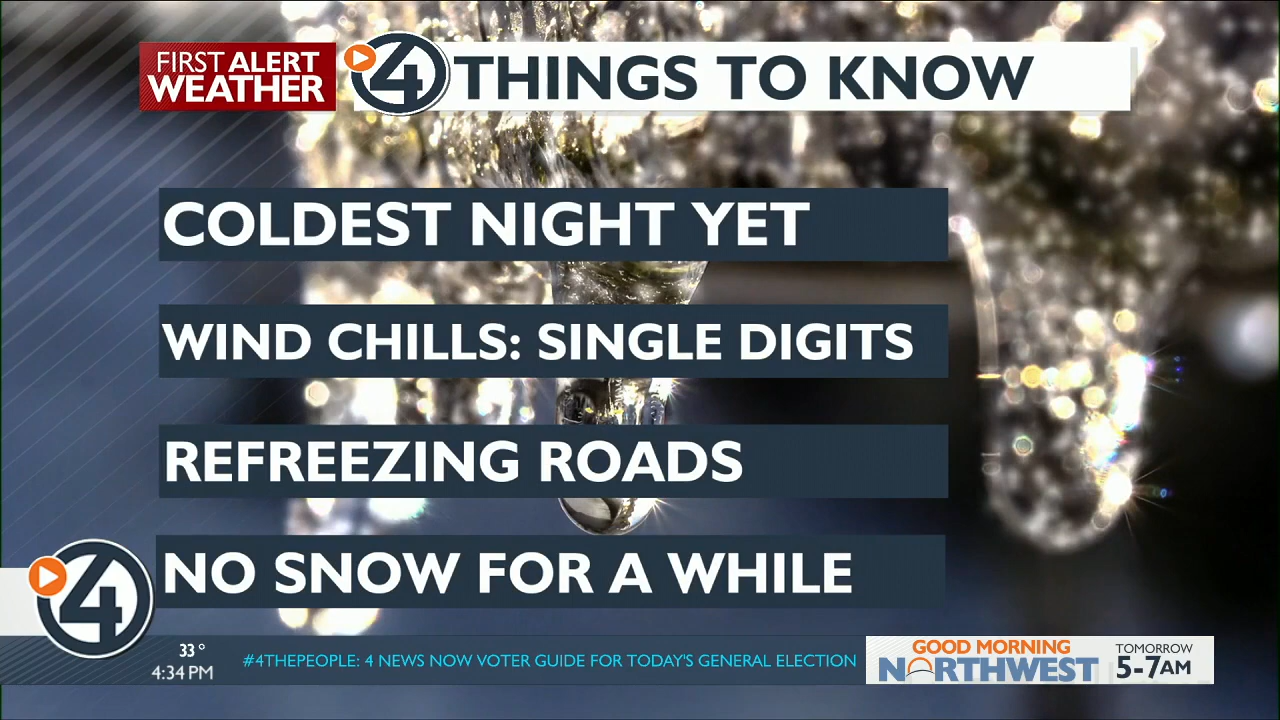 FIRST ALERT
WEATHER
4 THINGS TO KNOW
COLDEST NIGHT YET
WIND CHILLS: SINGLE DIGITS
REFREEZING ROADS
NO SNOW FOR A WHILE
4
33°
4:34 PM
#4THEPEOPLE: 4 NEWS NOW VOTER GUIDE FOR TODAY'S GENERAL ELECTION
GOOD MORNING
NORTHWEST
TOMORROW
5-7AM